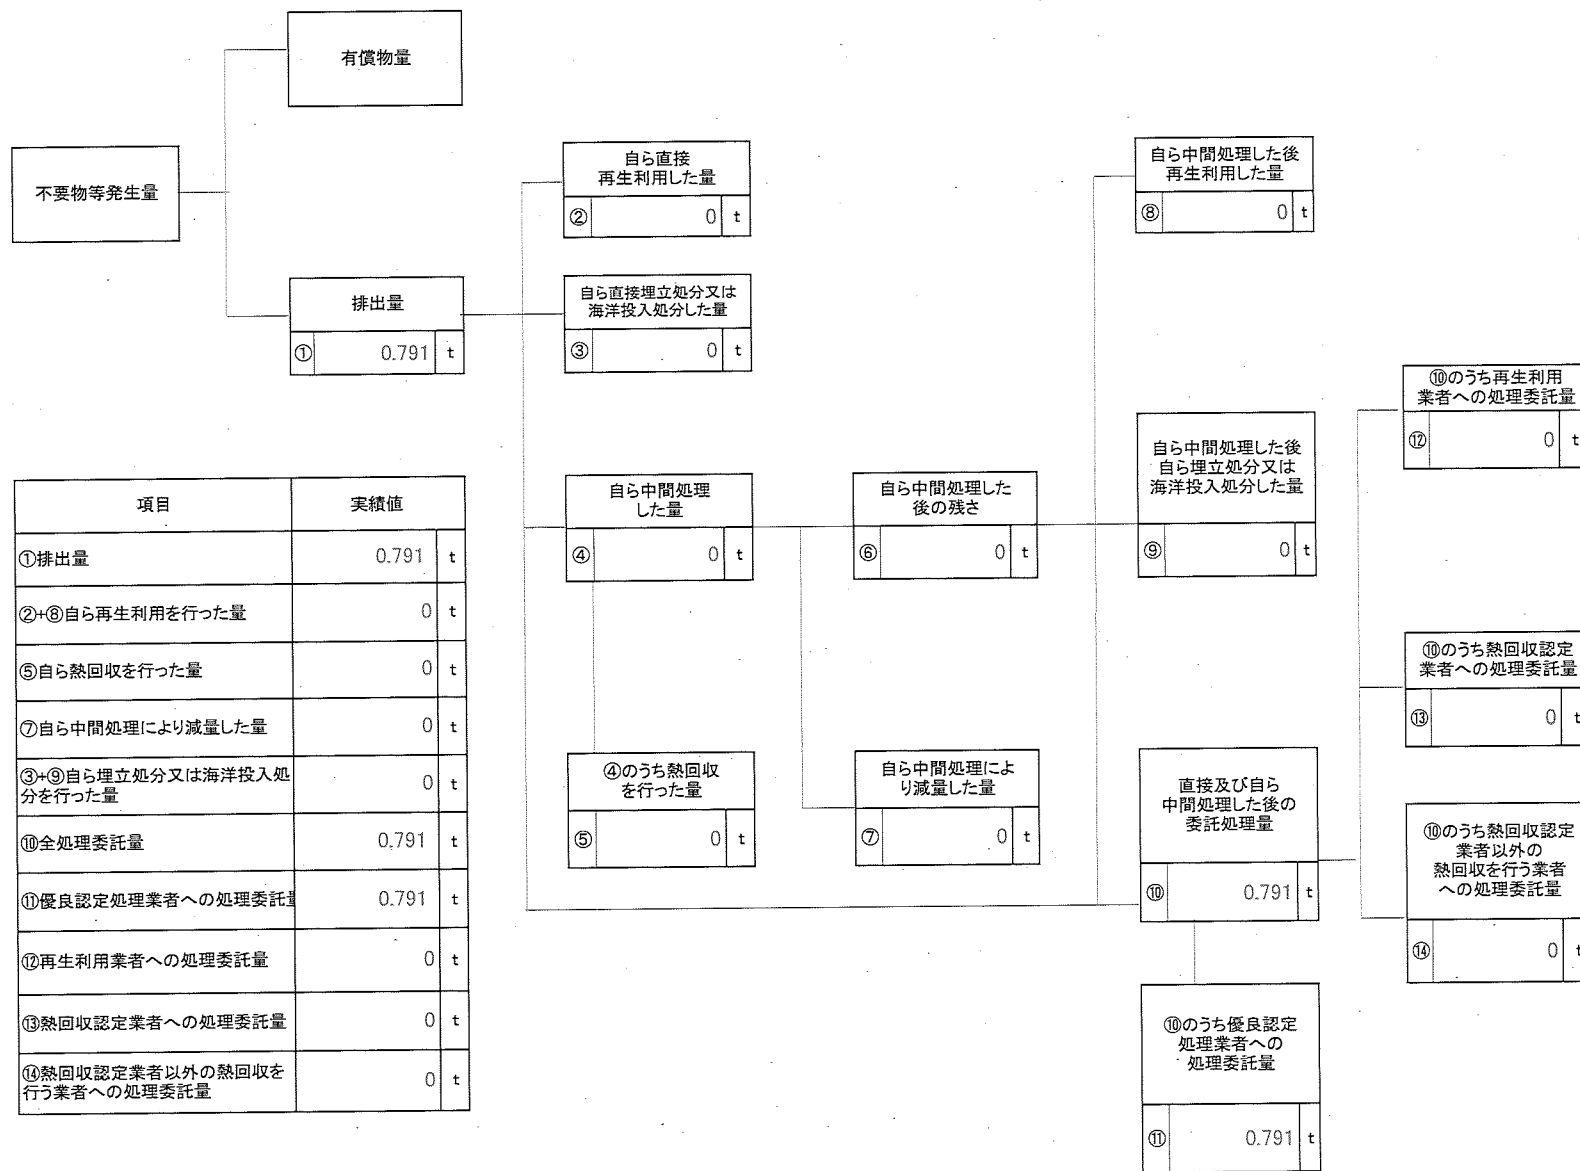 有償物量
不要物等発生量
排出量
① 0.791 t
自ら直接
再生利用した量
② 0 t
自ら直接埋立処分又は
海洋投入処分した量
③ 0 t
自ら中間処理
した量
④ 0 t
④のうち熱回収
を行った量
⑤ 0 t
自ら中間処理した
後の残さ
⑥ 0 t
自ら中間処理によ
り減量した量
⑦ 0 t
自ら中間処理した後
再生利用した量
⑧ 0 t
自ら中間処理した後
自ら埋立処分又は
海洋投入処分した量
⑨ 0 t
直接及び自ら
中間処理した後の
委託処理量
⑩ 0.791 t
⑩のうち優良認定
処理業者への
処理委託量
⑪ 0.791 t
⑩のうち再生利用
業者への処理委託量
⑫ 0 t
⑩のうち熱回収認定
業者への処理委託量
⑬ 0 t
⑩のうち熱回収認定
業者以外の
熱回収を行う業者
への処理委託量
⑭ 0 t
項目 実績値
①排出量 0.791 t
②+⑧自ら再生利用を行った量 0 t
⑤自ら熱回収を行った量 0 t
⑦自ら中間処理により減量した量 0 t
③+⑨自ら埋立処分又は海洋投入処
分を行った量 0 t
⑩全処理委託量 0.791 t
⑪優良認定処理業者への処理委託量 0.791 t
⑫再生利用業者への処理委託量 0 t
⑬熱回収認定業者への処理委託量 0 t
⑭熱回収認定業者以外の熱回収を
行う業者への処理委託量 0 t